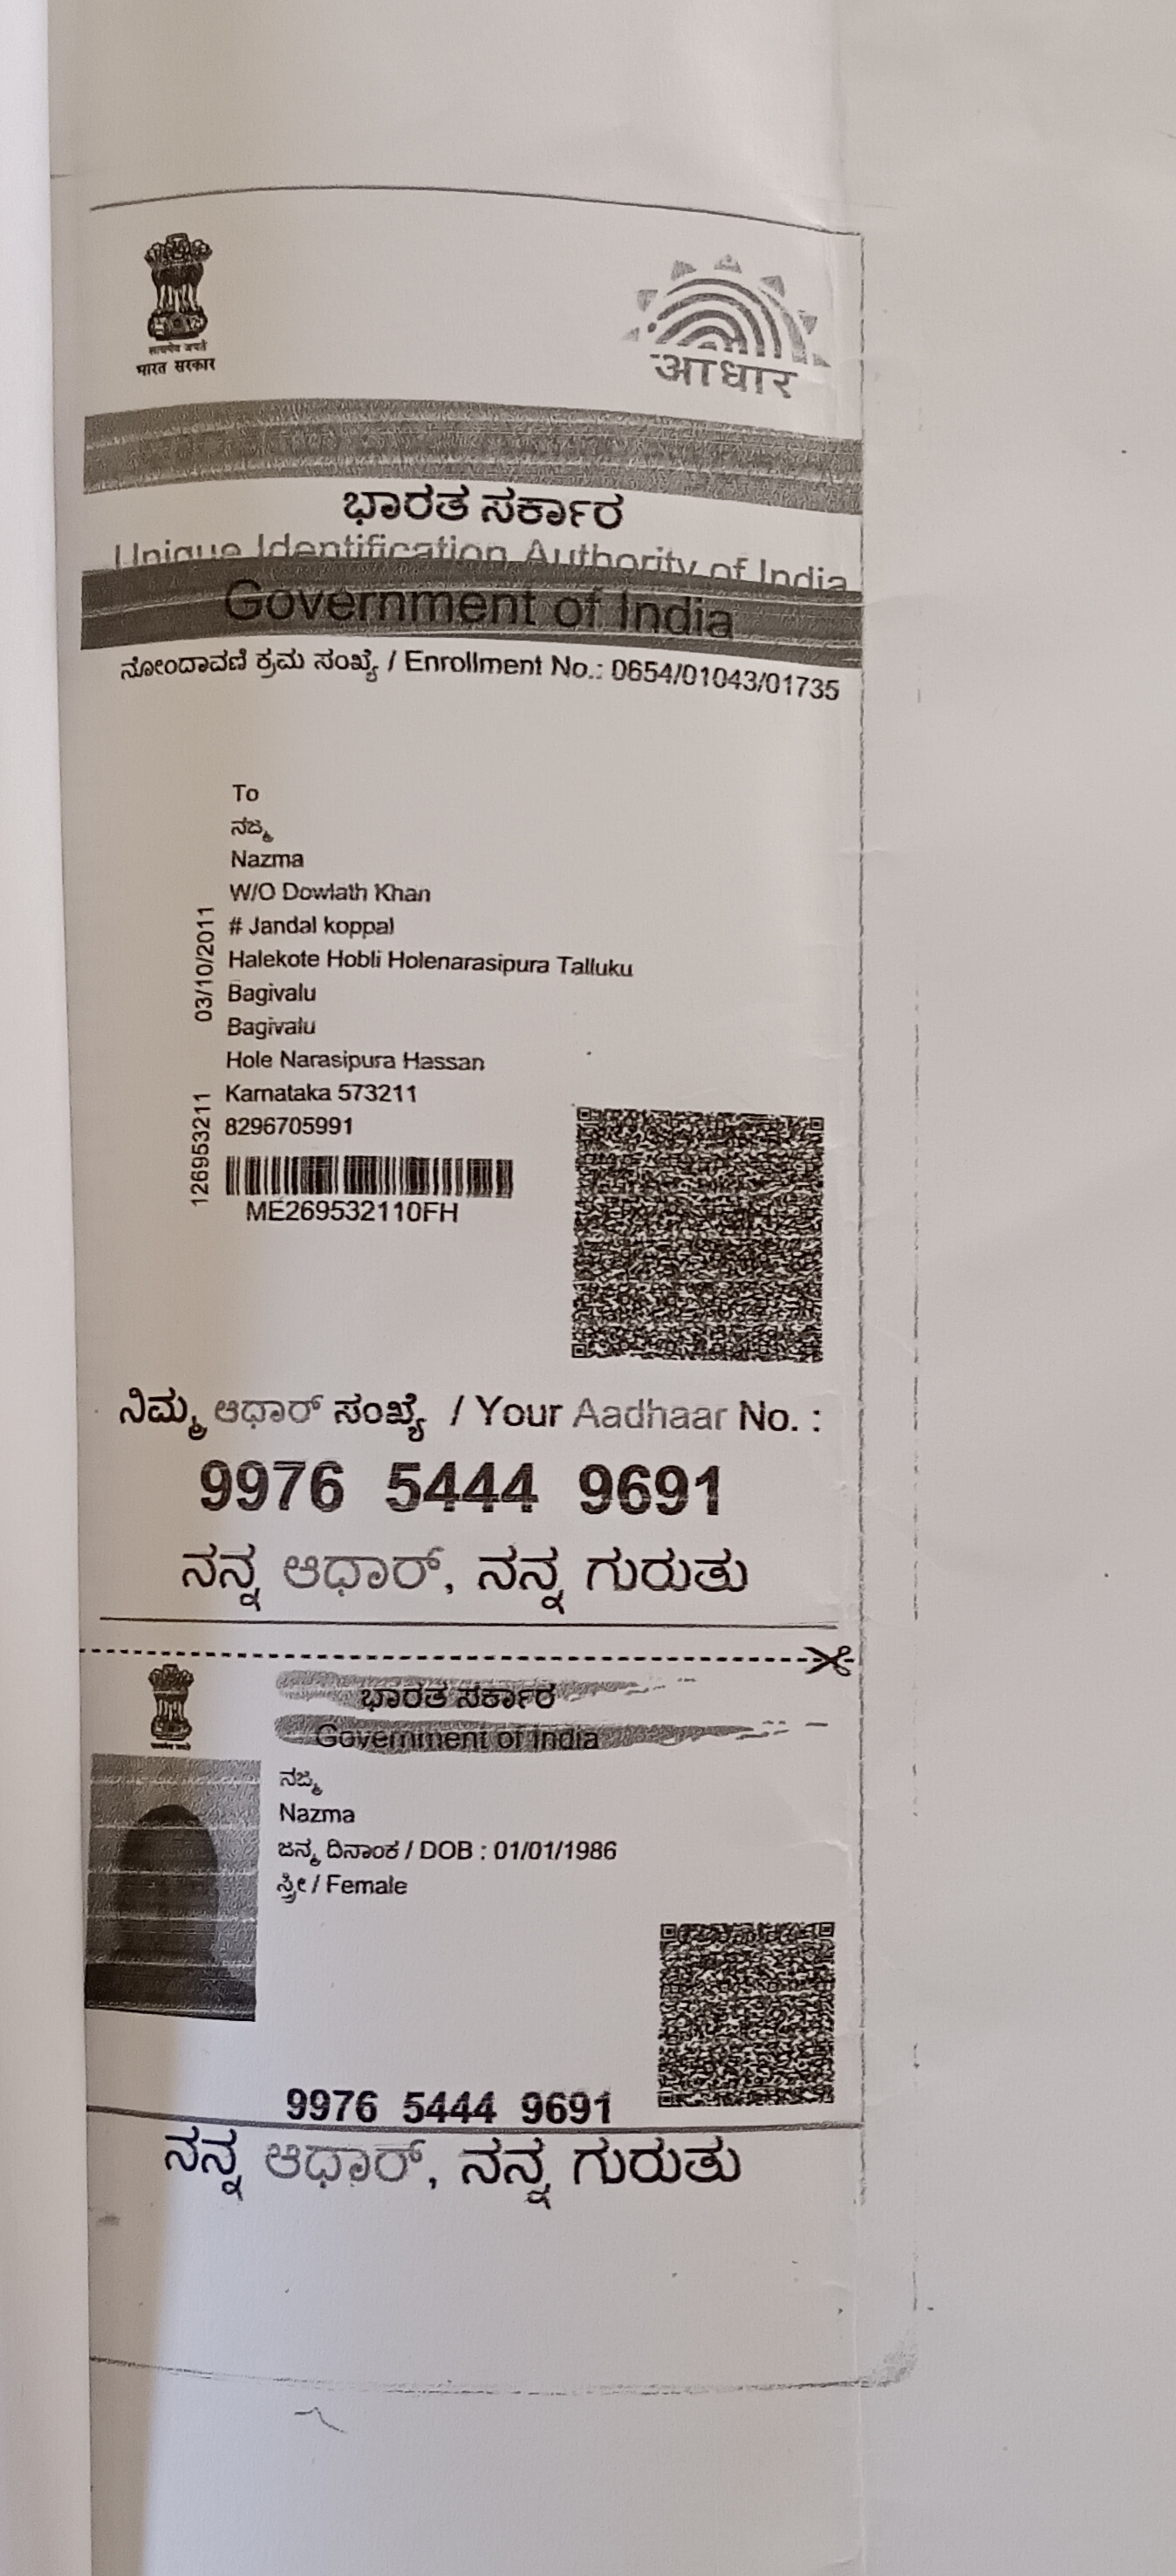 सत्यमेव जयते
भारत सरकार
आधार
ಭಾರತ ಸರ್ಕಾರ
Unique Identification Authority of India
Government of India
ನೋಂದಾವಣೆ ಕ್ರಮ ಸಂಖ್ಯೆ / Enrollment No.: 0654/01043/01735
To
ನಜ್ಮ
Nazma
W/O Dowlath Khan
# Jandal koppal
Halekote Hobli Holenarasipura Talluku
Bagivalu
Bagivalu
Hole Narasipura Hassan
Karnataka 573211
8296705991
03/10/2011
126953211
ME269532110FH
ನಿಮ್ಮ ಆಧಾರ್ ಸಂಖ್ಯೆ / Your Aadhaar No. :
9976 5444 9691
ನನ್ನ ಆಧಾರ್, ನನ್ನ ಗುರುತು
ಭಾರತ ಸರ್ಕಾರ
Government of India
ನಜ್ಮ
Nazma
ಜನ್ಮ ದಿನಾಂಕ / DOB : 01/01/1986
ಸ್ತ್ರೀ / Female
9976 5444 9691
ನನ್ನ ಆಧಾರ್, ನನ್ನ ಗುರುತು